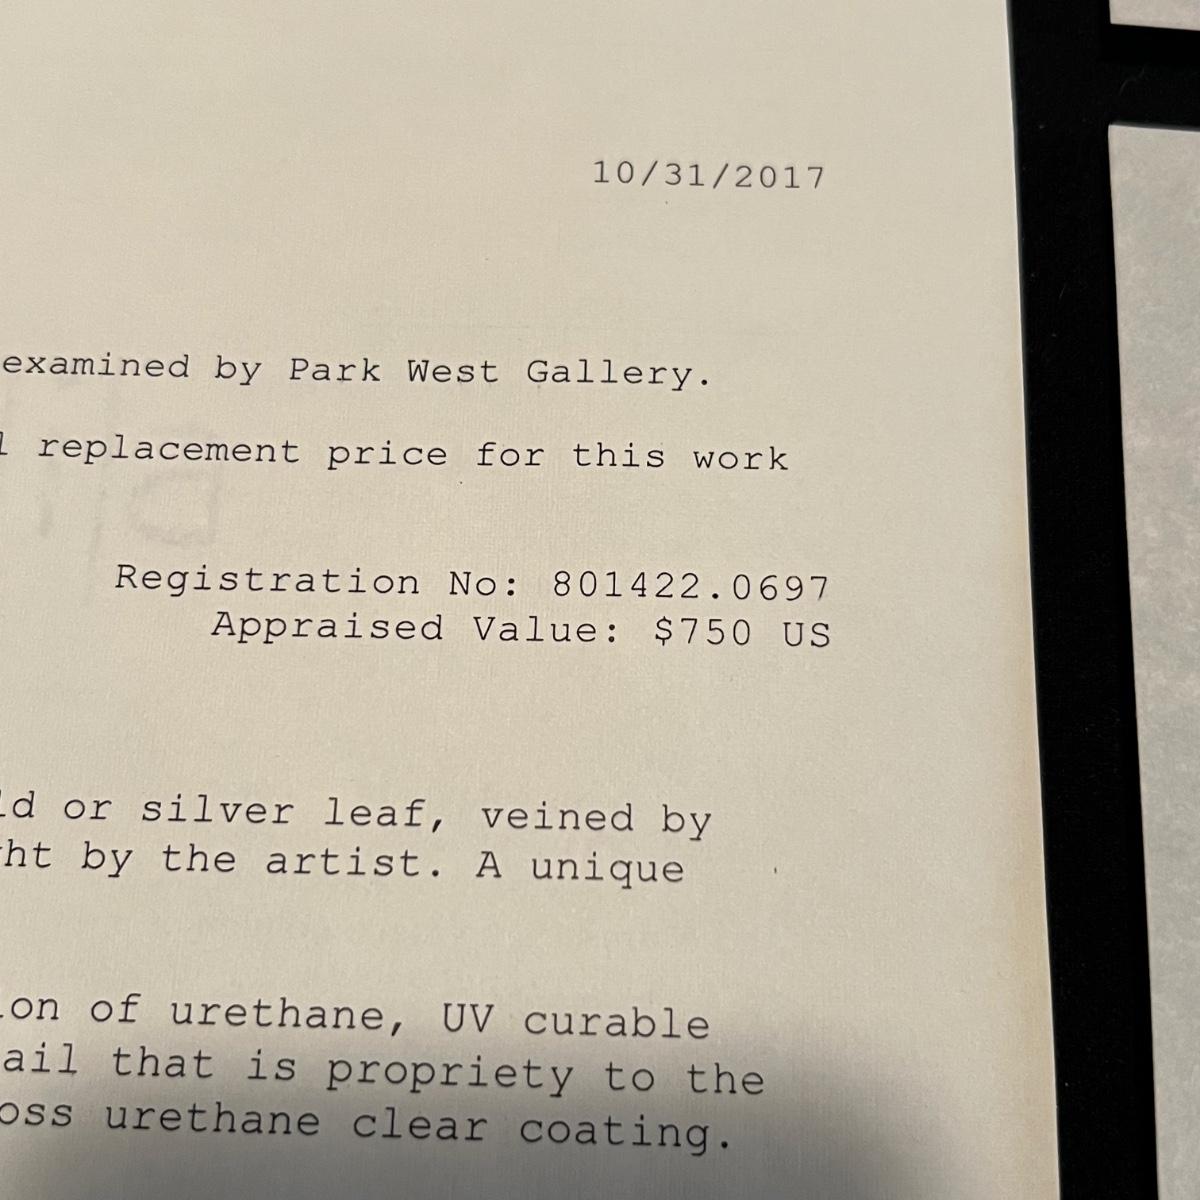 10/31/2017
examined by Park West Gallery.
replacement price for this work
Registration No: 801422.0697
Appraised Value: $750 US
or silver leaf, veined by
by the artist. A unique
of urethane, UV curable
that is propriety to the
urethane clear coating.